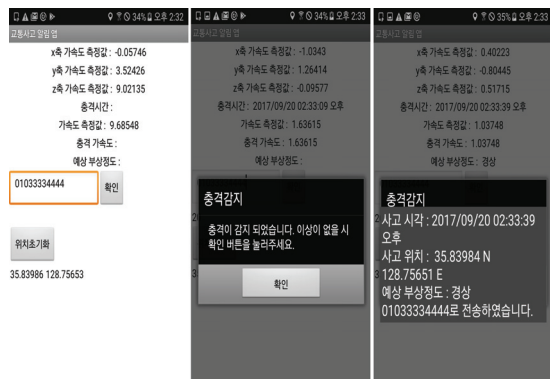 오후 2:32
교통사고 알림 앱
x축 가속도 측정값 : -0.05746
y축 가속도 측정값 : 3.52426
z축 가속도 측정값 : 9.02135
충격시간 :
가속도 측정값 : 9.68548
충격 가속도 :
예상 부상정도 :
01033334444
확인
위치초기화
35.83986 128.75653
34% 오후 2:33
교통사고 알림 앱
x축 가속도 측정값 : -1.0343
y축 가속도 측정값 : 1.26414
z축 가속도 측정값 : -0.09577
충격시간 : 2017/09/20 02:33:09 오후
가속도 측정값 : 1.63615
충격 가속도 : 1.63615
예상 부상정도 :
충격감지
충격이 감지 되었습니다. 이상이 없을 시
확인 버튼을 눌러주세요.
확인
35% 오후 2:33
교통사고 알림 앱
x축 가속도 측정값 : 0.40223
y축 가속도 측정값 : -0.80445
z축 가속도 측정값 : 0.51715
충격시간 : 2017/09/20 02:33:39 오후
가속도 측정값 : 1.03748
충격 가속도 : 1.03748
예상 부상정도 : 경상
충격감지
사고 시각 : 2017/09/20 02:33:39
오후
사고 위치 : 35.83984 N
128.75651 E
예상 부상정도 : 경상
01033334444로 전송하였습니다.